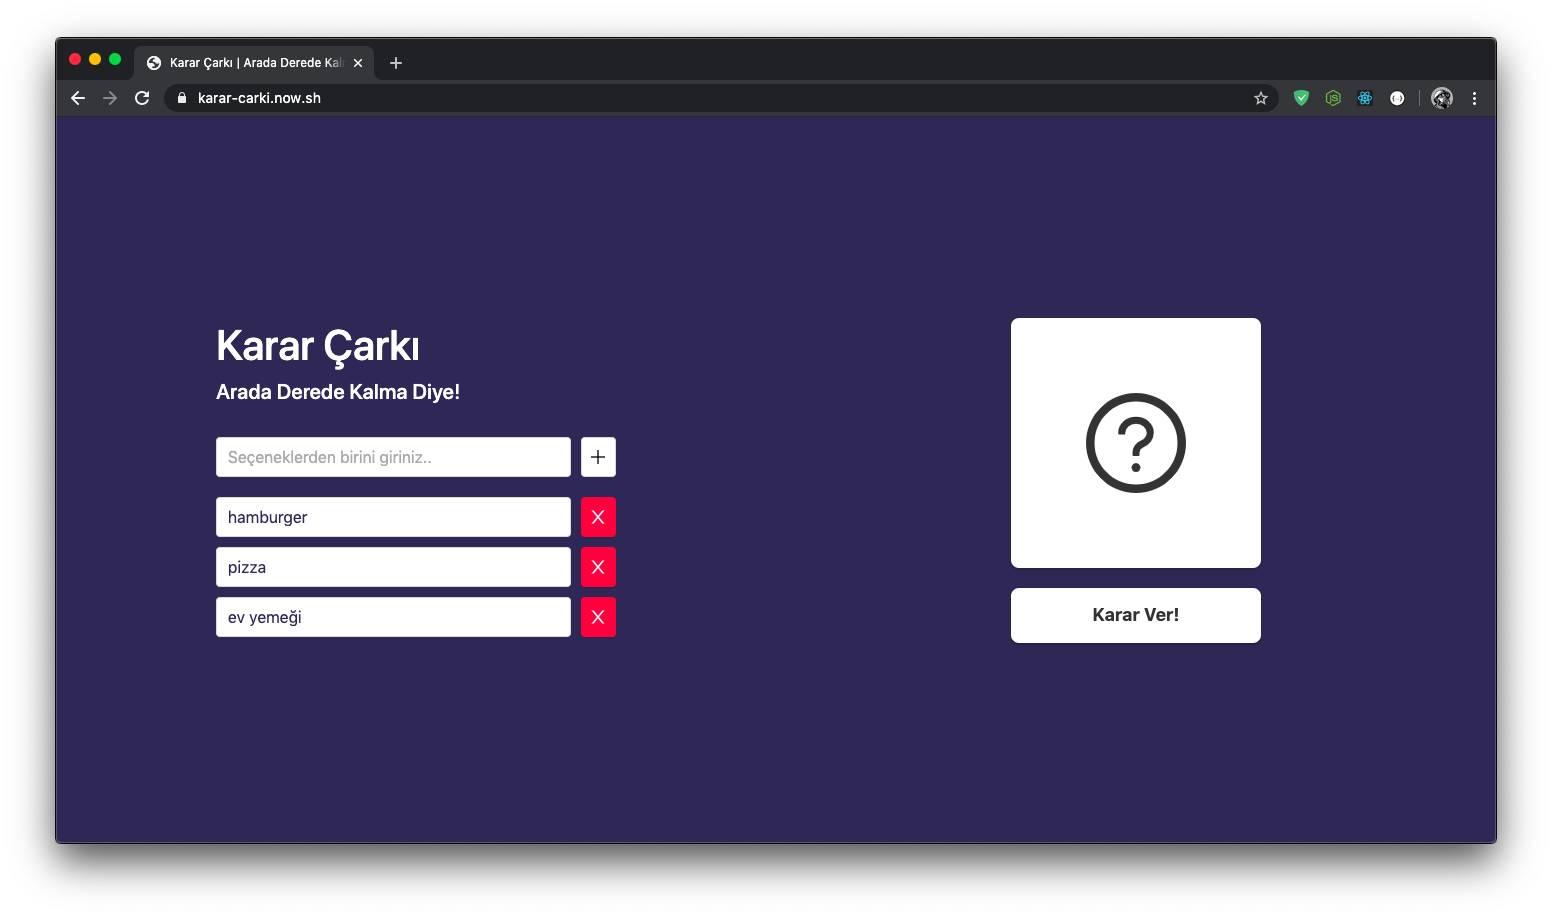 Karar Çarkı | Arada Derede Kal
karar-carki.now.sh
Karar Çarkı
Arada Derede Kalma Diye!
Seçeneklerden birini giriniz..
hamburger
pizza
ev yemeği
Karar Ver!